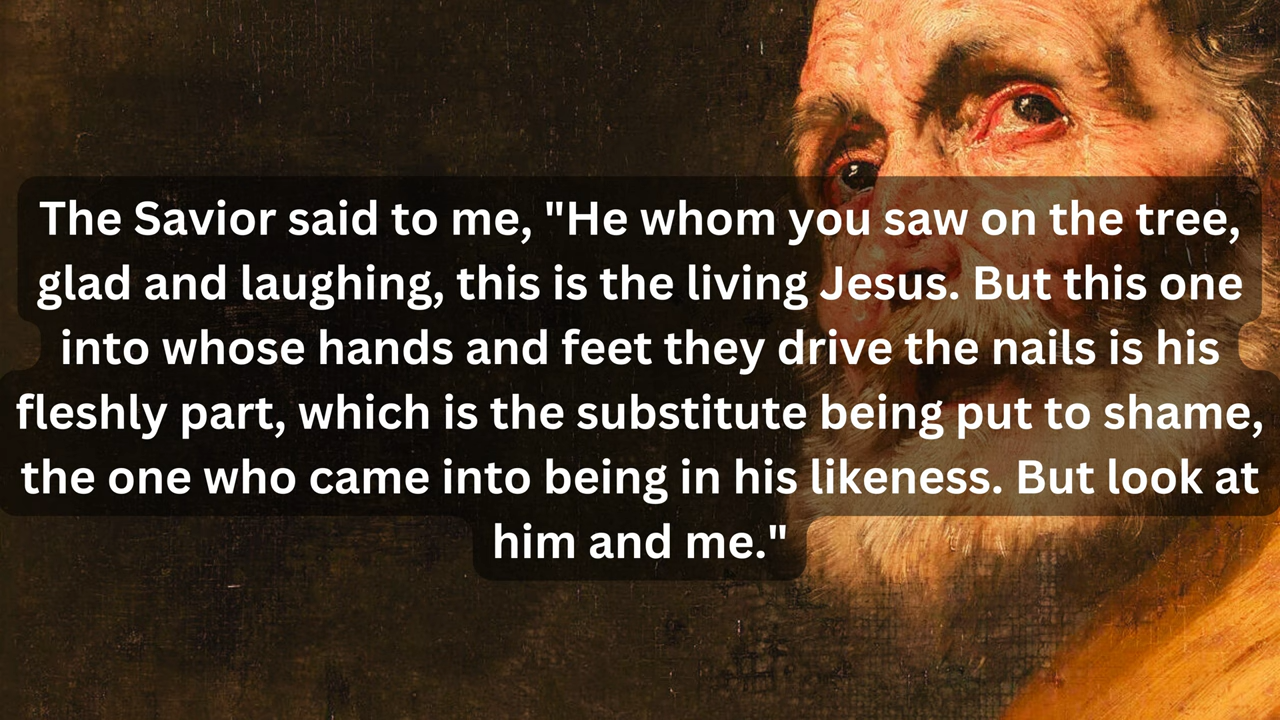 The Savior said to me, "He whom you saw on the tree,
glad and laughing, this is the living Jesus. But this one
into whose hands and feet they drive the nails is his
fleshly part, which is the substitute being put to shame,
the one who came into being in his likeness. But look at
him and me."